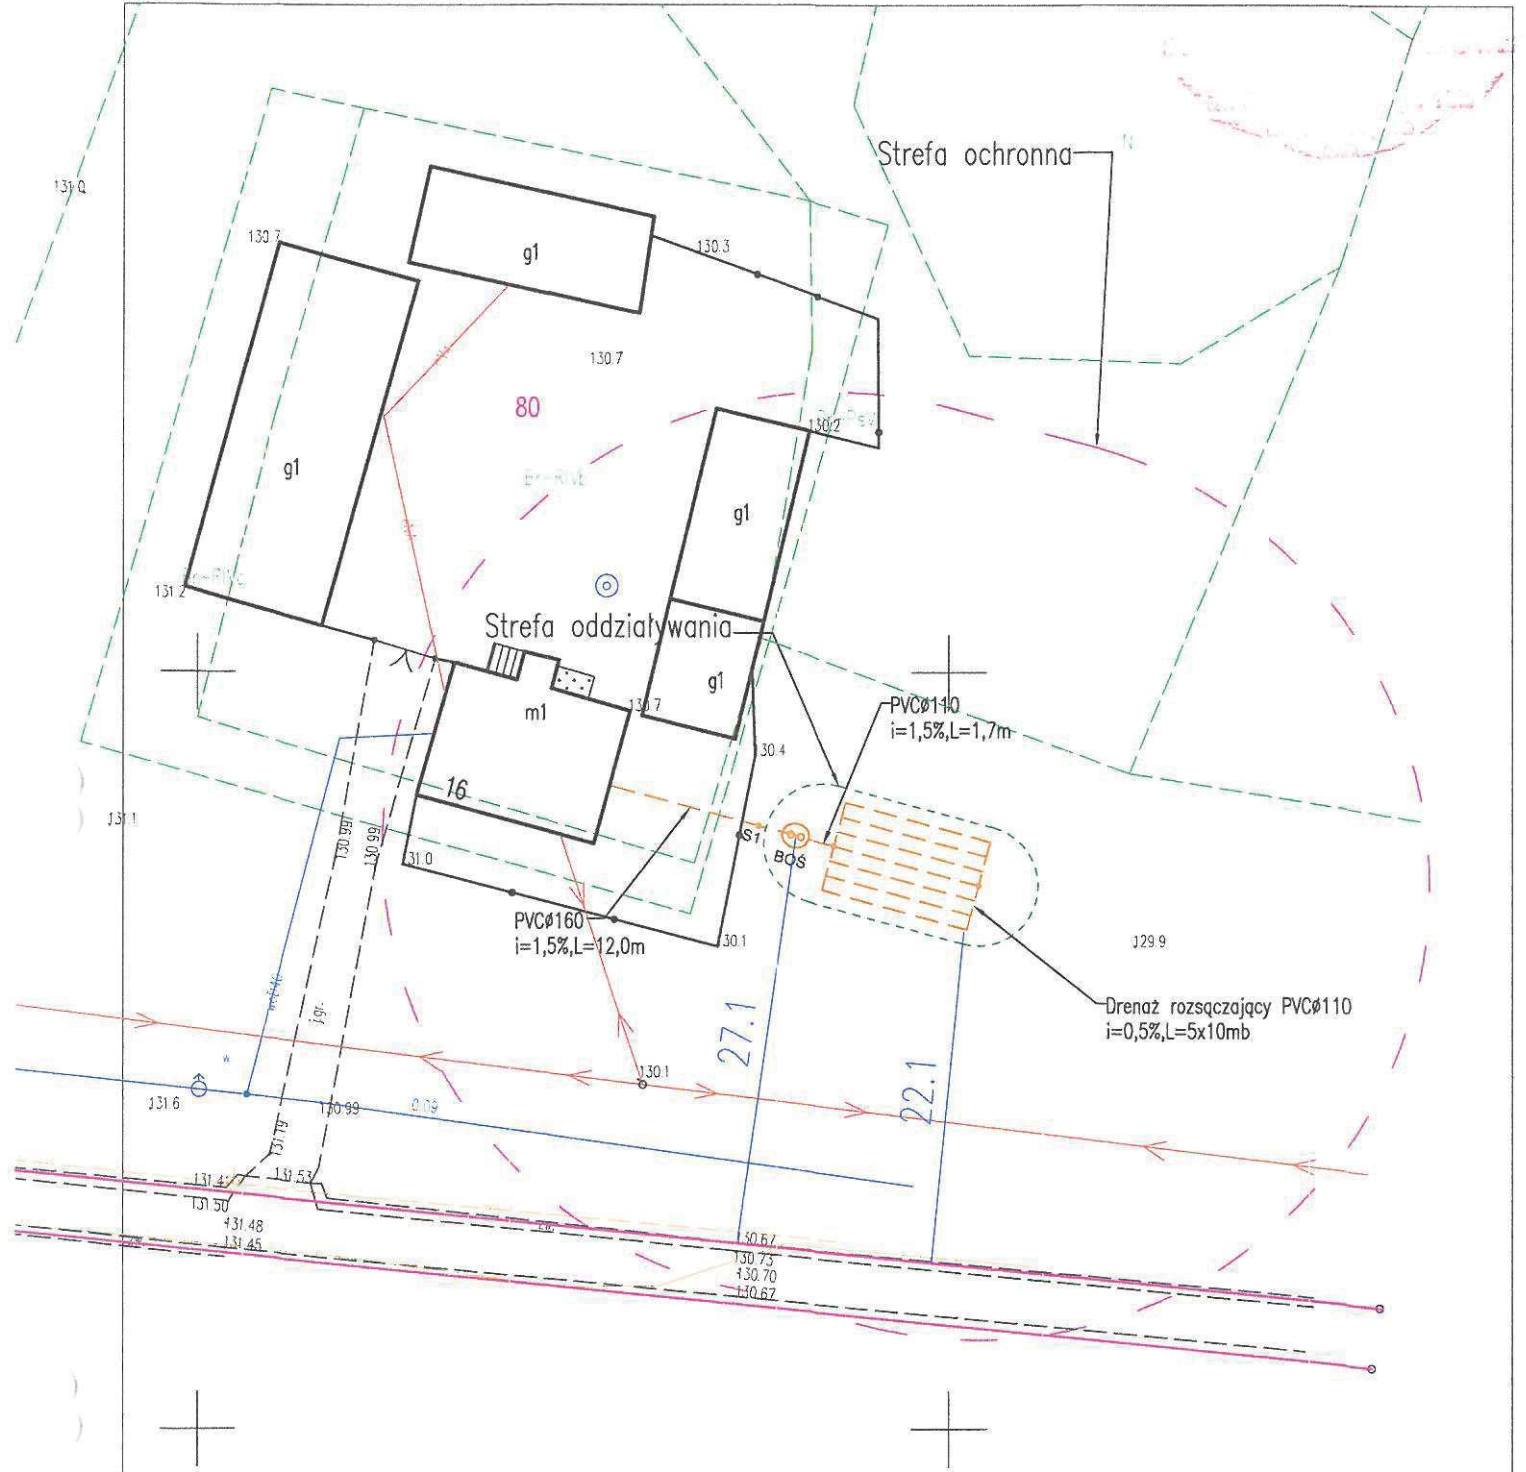 Strefa ochronna
N
130.7
g1
130.3
130.7
80
130.2
g1
g1
131.2
Strefa oddziaływania
g1
m1
130.7
PVCø110
i=1,5%,L=1,7m
30.4
16
131.1
130.99
130.99
31.0
S1
BOŚ
PVCø160
i=1,5%,L=12,0m
30.1
129.9
Drenaż rozsączający PVCø110
i=0,5%,L=5x10mb
27.1
22.1
j.gr.
w
130.1
131.6
130.99
131.19
131.53
131.50
131.48
131.45
130.73
130.70
130.67